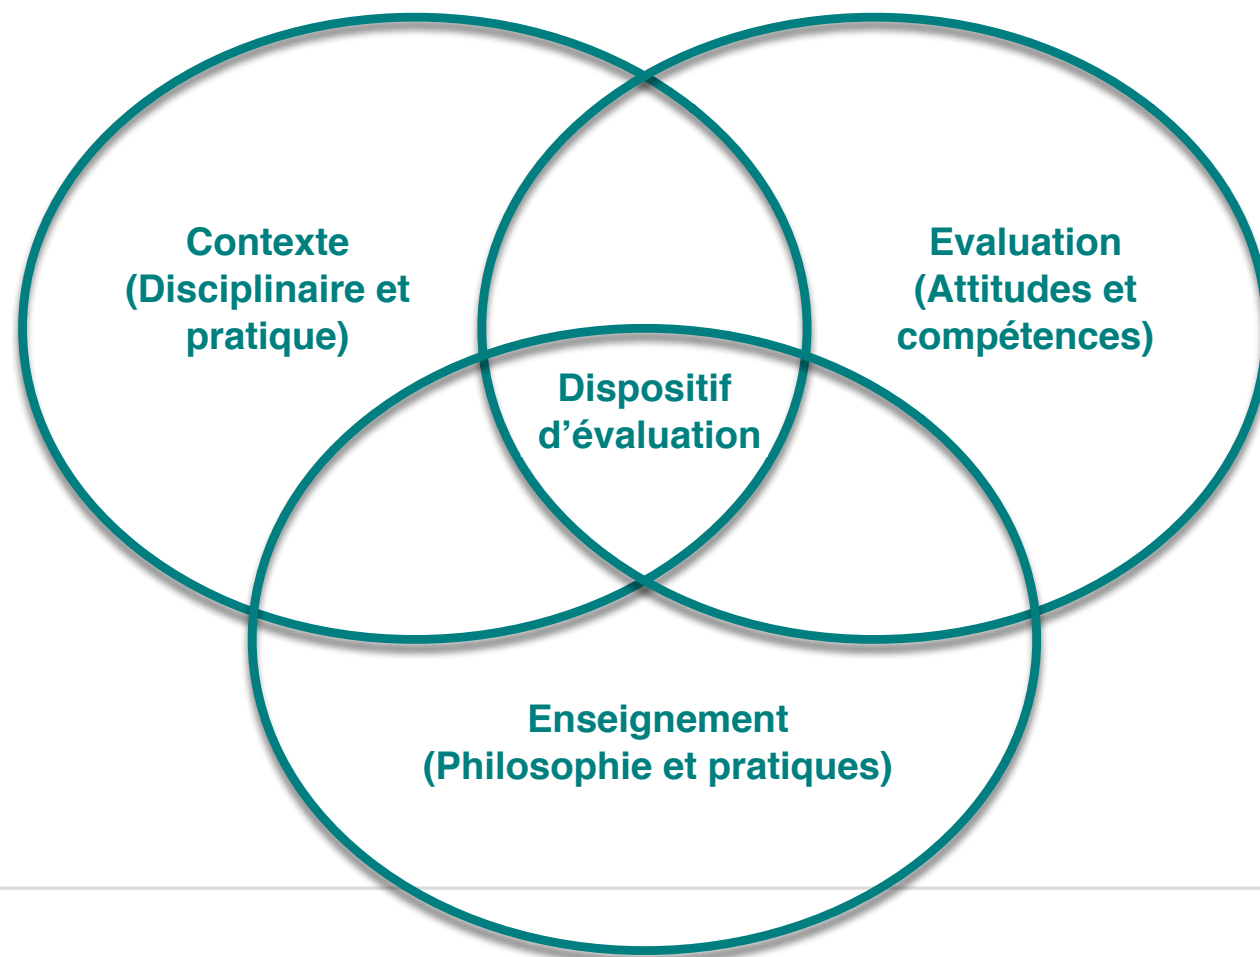 Contexte
(Disciplinaire et
pratique)
Evaluation
(Attitudes et
compétences)
Dispositif
d’évaluation
Enseignement
(Philosophie et pratiques)